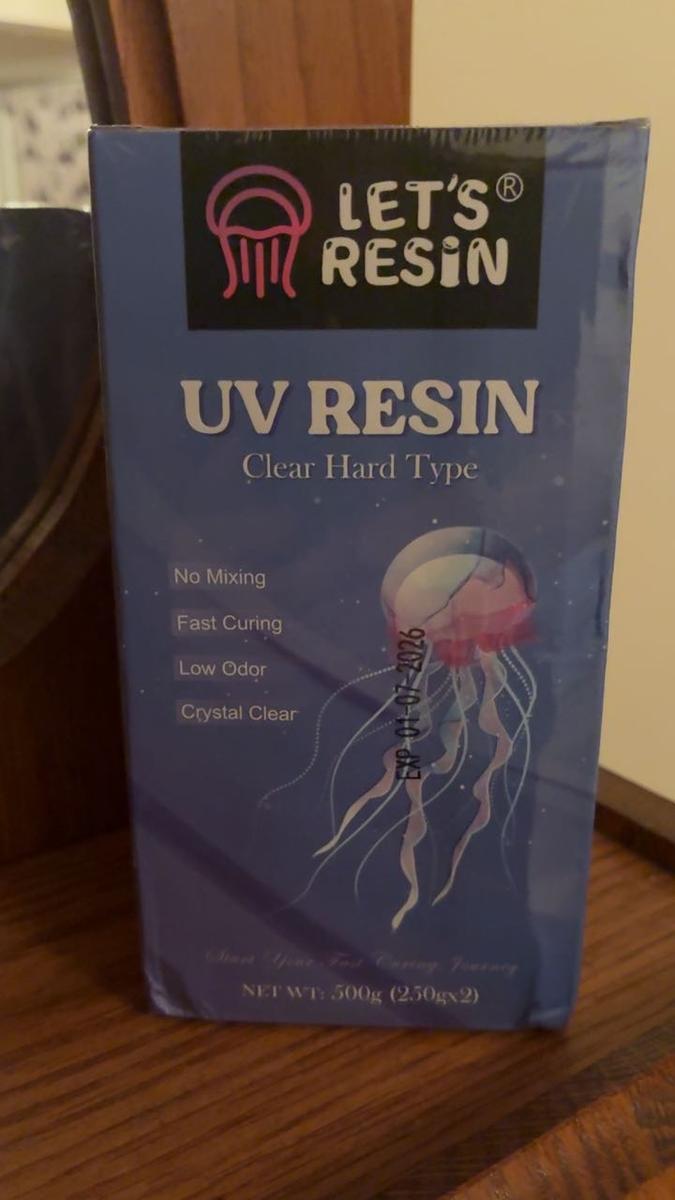 LET'S®
RESIN
UV RESIN
Clear Hard Type
No Mixing
Fast Curing
Low Odor
Crystal Clear
EXP 01-07-2026
Start Your Fast Curing Journey
NET WT: 500g (250gx2)